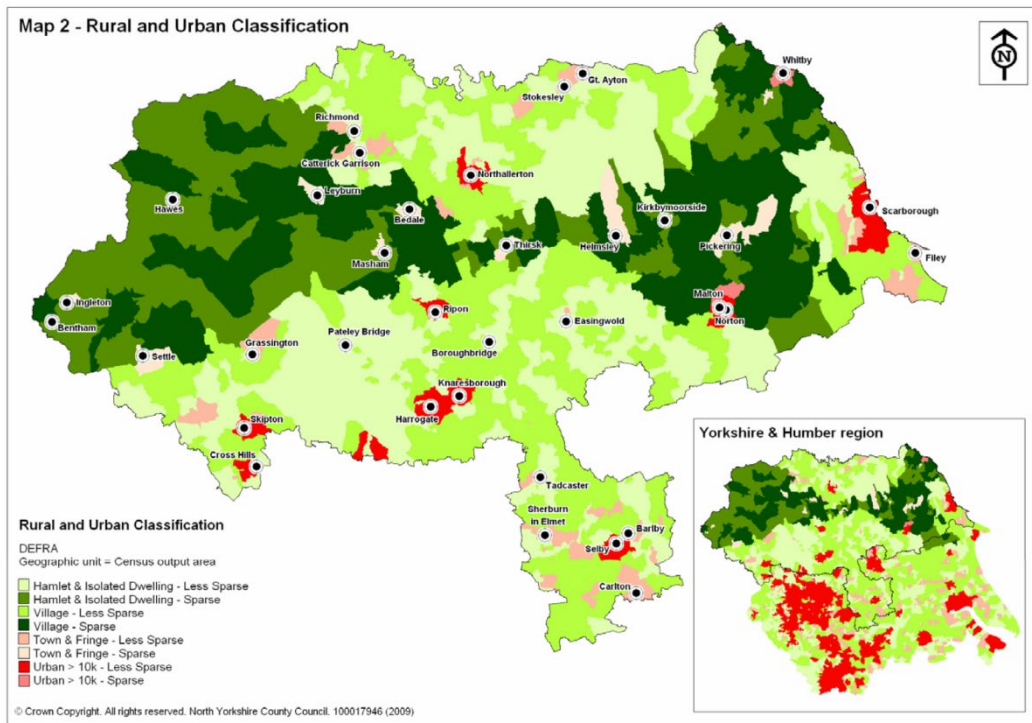 Map 2 - Rural and Urban Classification
N
Whitby
Gt. Ayton
Stokesley
Richmond
Catterick Garrison
Northallerton
Leyburn
Hawes
Bedale
Kirkbymoorside
Scarborough
Thirsk
Helmsley
Pickering
Filey
Masham
Ingleton
Malton
Norton
Ripon
Bentham
Easingwold
Pateley Bridge
Settle
Grassington
Boroughbridge
Knaresborough
Harrogate
Skipton
Cross Hills
Tadcaster
Sherburn
in Elmet
Barlby
Selby
Carlton
Yorkshire & Humber region
Rural and Urban Classification
DEFRA
Geographic unit = Census output area
Hamlet & Isolated Dwelling - Less Sparse
Hamlet & Isolated Dwelling - Sparse
Village - Less Sparse
Village - Sparse
Town & Fringe - Less Sparse
Town & Fringe - Sparse
Urban > 10k - Less Sparse
Urban > 10k - Sparse
© Crown Copyright. All rights reserved. North Yorkshire County Council. 100017946 (2009)